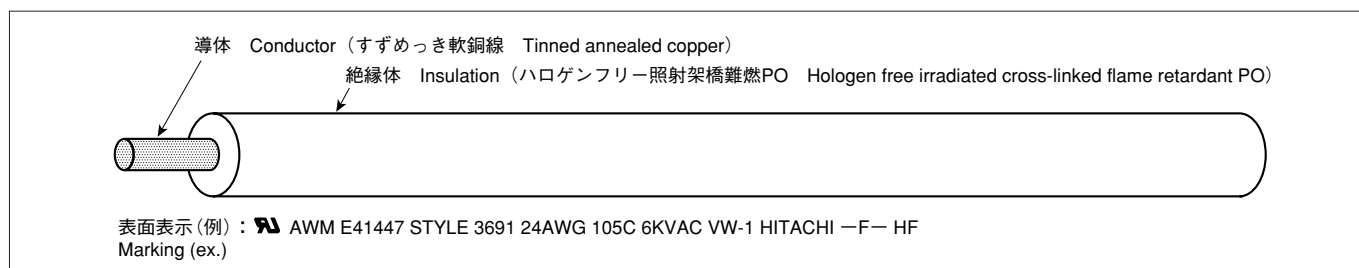 導体　Conductor（すずめっき軟銅線　Tinned annealed copper）
絶縁体　Insulation（ハロゲンフリー照射架橋難燃PO　Hologen free irradiated cross-linked flame retardant PO）
表面表示（例）： RU AWM E41447 STYLE 3691 24AWG 105C 6KVAC VW-1 HITACHI －F－ HF
Marking (ex.)